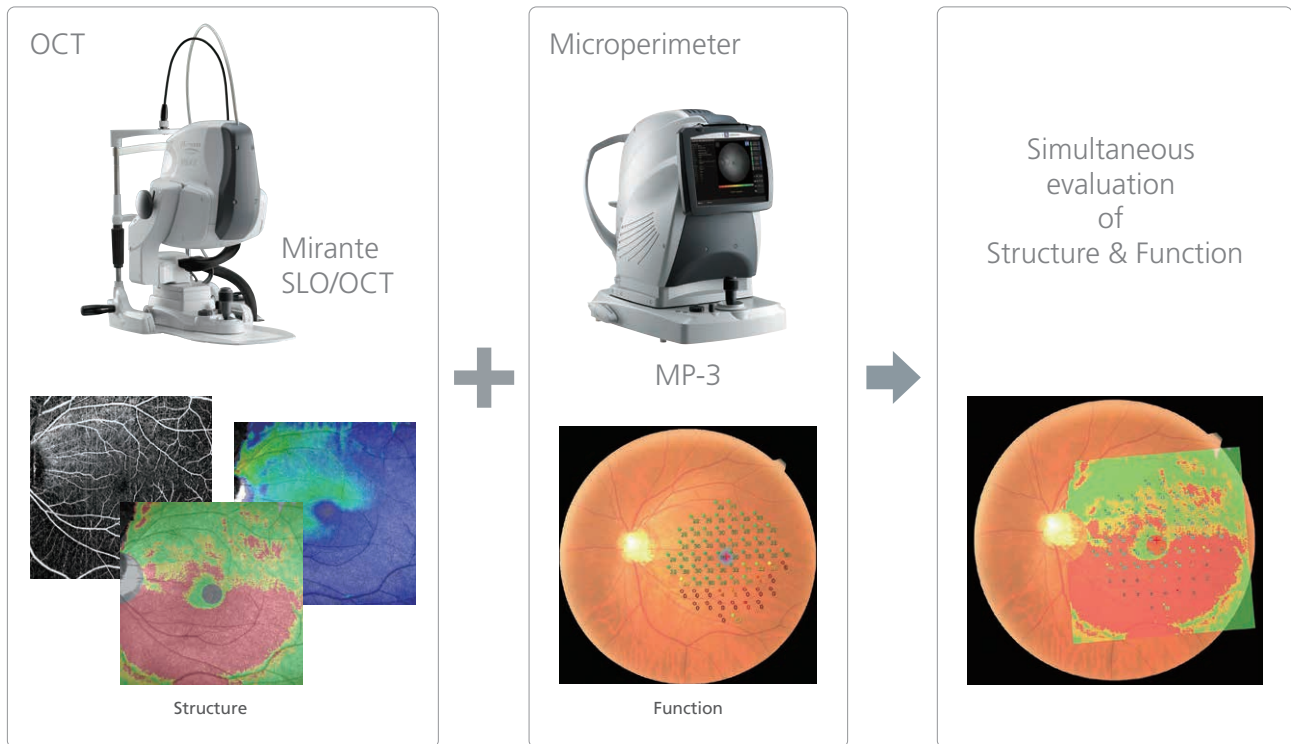 OCT
Mirante
SLO/OCT
Structure
Microperimeter
MP-3
Function
Simultaneous
evaluation
of
Structure & Function